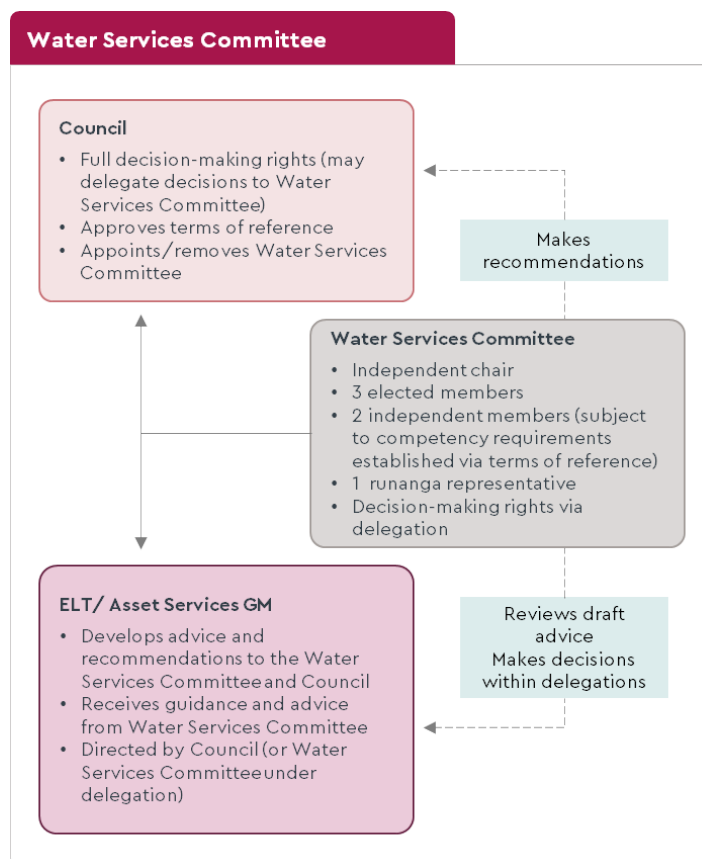 Water Services Committee
Council
• Full decision-making rights (may
delegate decisions to Water
Services Committee)
• Approves terms of reference
• Appoints/removes Water Services
Committee
Makes
recommendations
Water Services Committee
• Independent chair
• 3 elected members
• 2 independent members (subject
to competency requirements
established via terms of reference)
• 1 runanga representative
• Decision-making rights via
delegation
ELT/ Asset Services GM
• Develops advice and
recommendations to the Water
Services Committee and Council
• Receives guidance and advice
from Water Services Committee
• Directed by Council (or Water
Services Committee under
delegation)
Reviews draft
advice
Makes decisions
within delegations